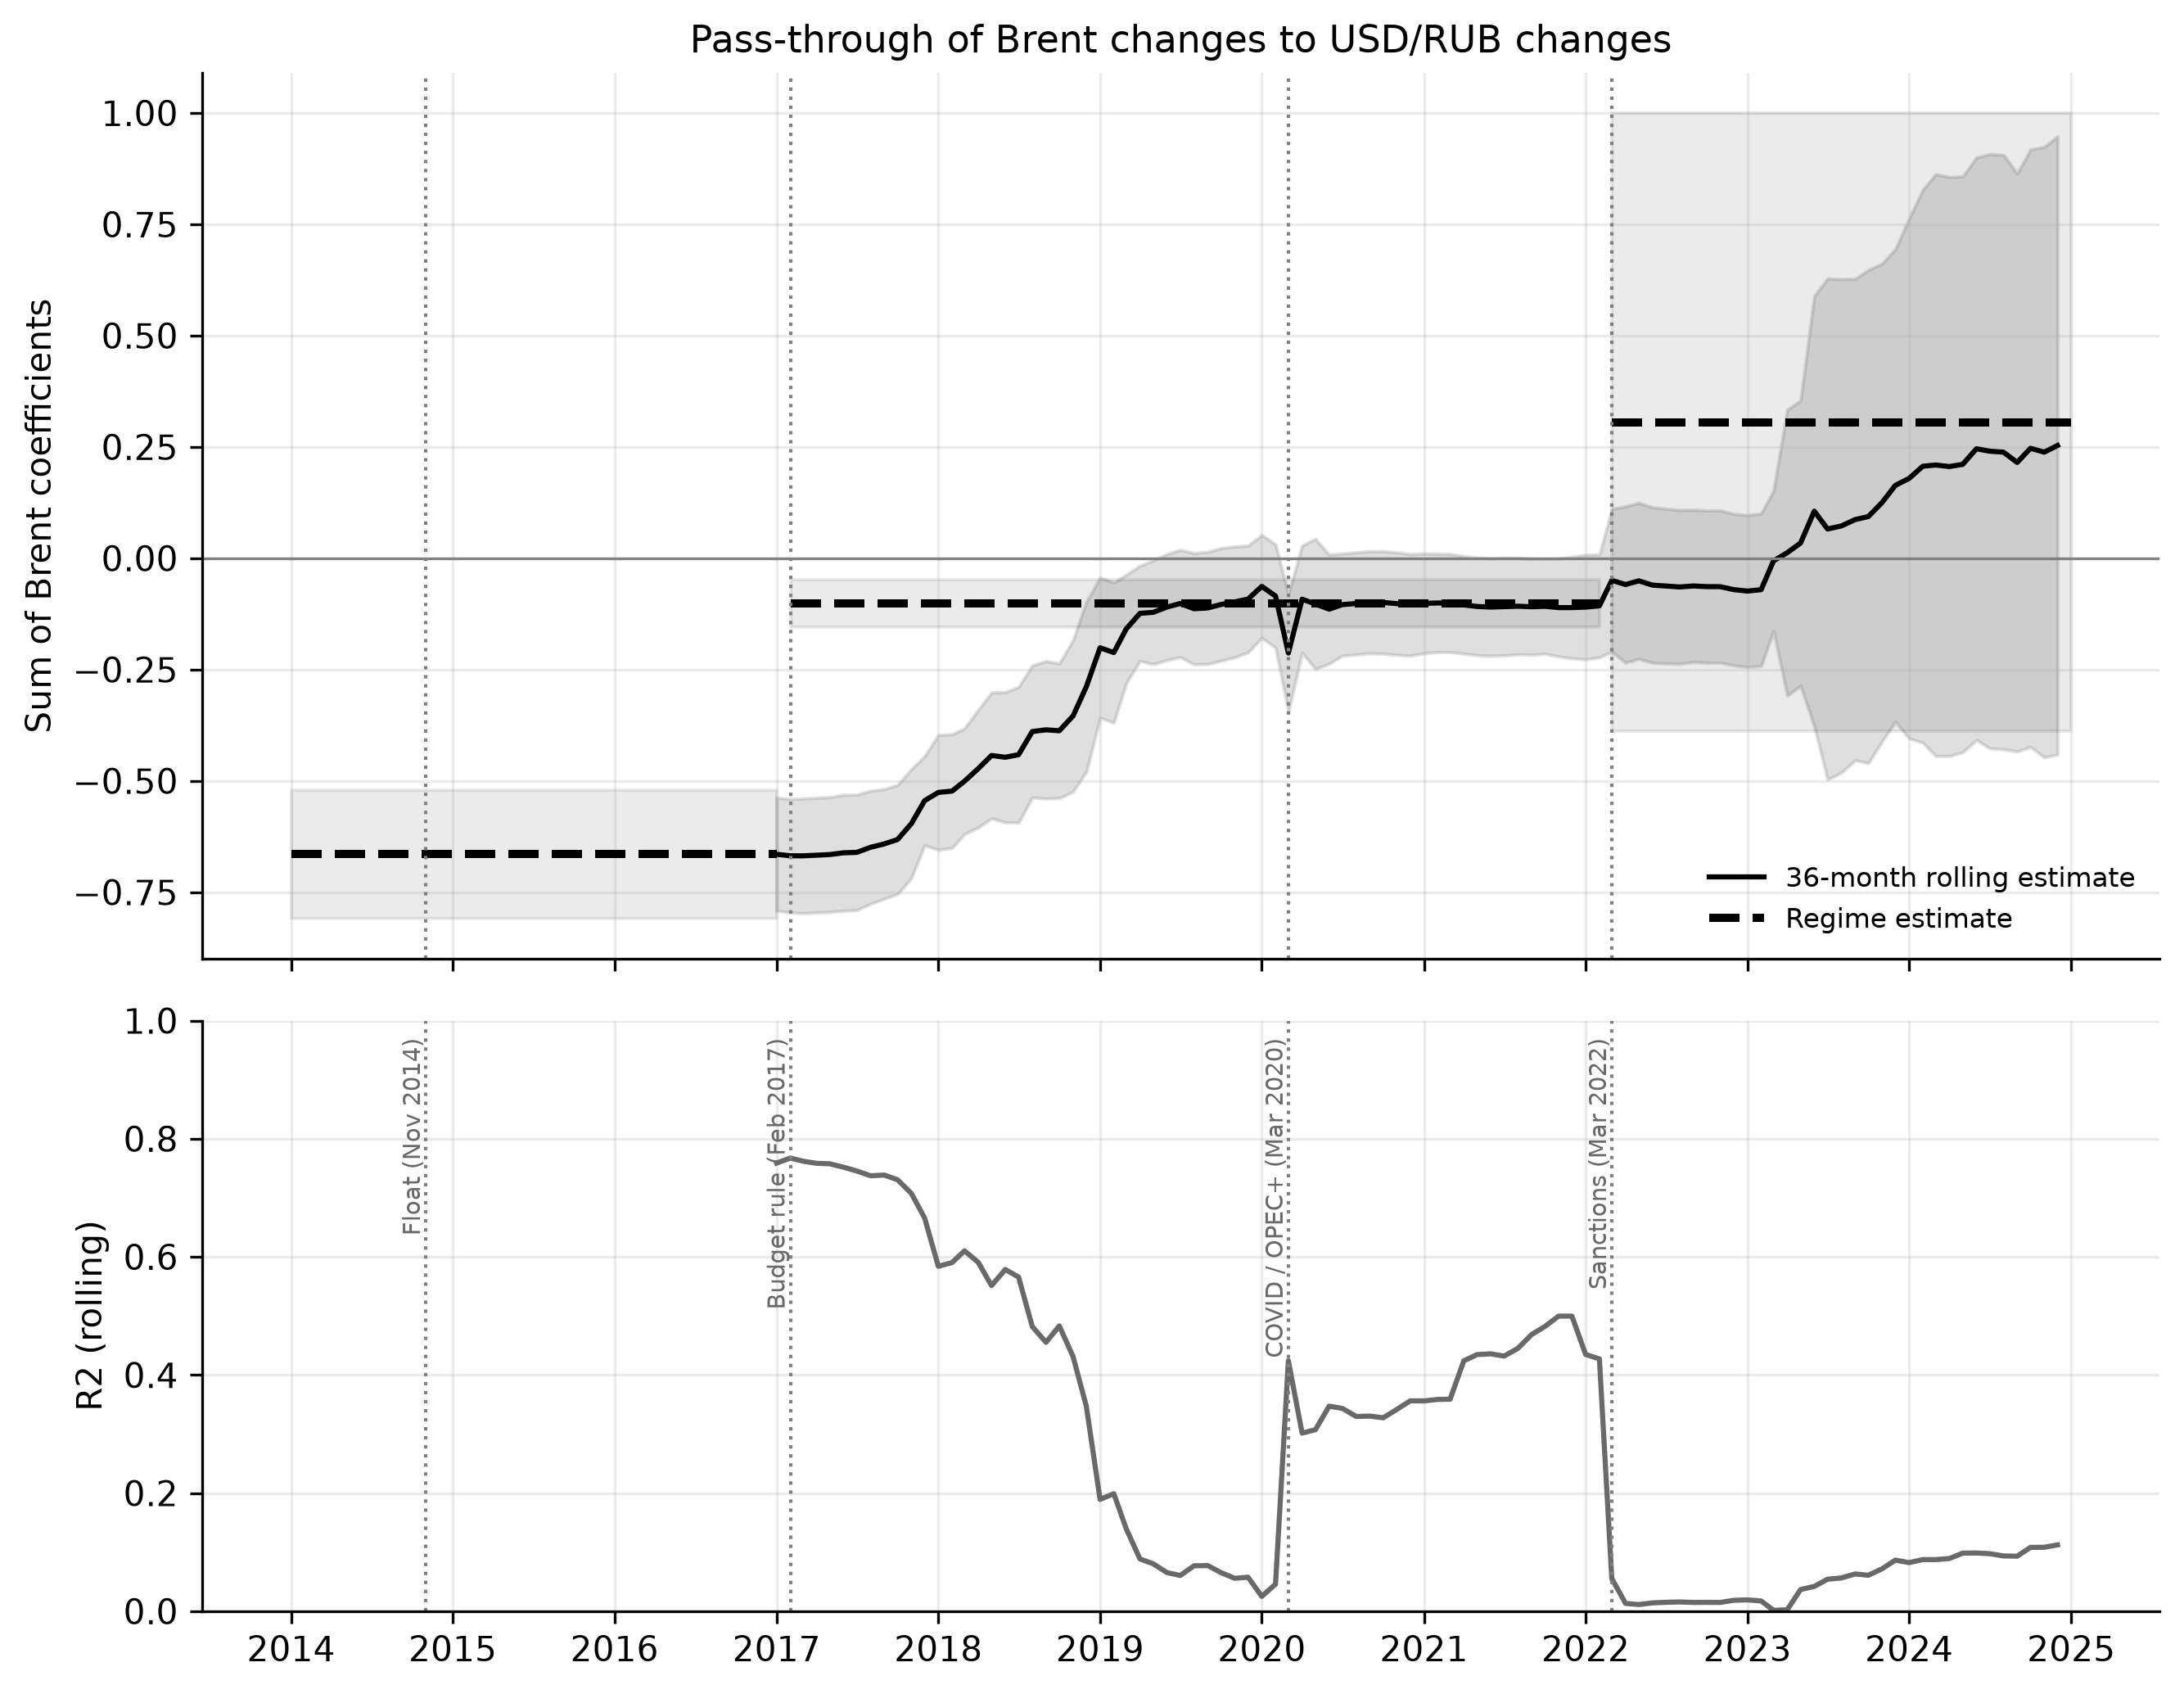 Pass-through of Brent changes to USD/RUB changes
Sum of Brent coefficients
1.00
0.75
0.50
0.25
0.00
−0.25
−0.50
−0.75
36-month rolling estimate
Regime estimate
R2 (rolling)
1.0
0.8
0.6
0.4
0.2
0.0
Float (Nov 2014)
Budget rule (Feb 2017)
COVID / OPEC+ (Mar 2020)
Sanctions (Mar 2022)
2014 2015 2016 2017 2018 2019 2020 2021 2022 2023 2024 2025